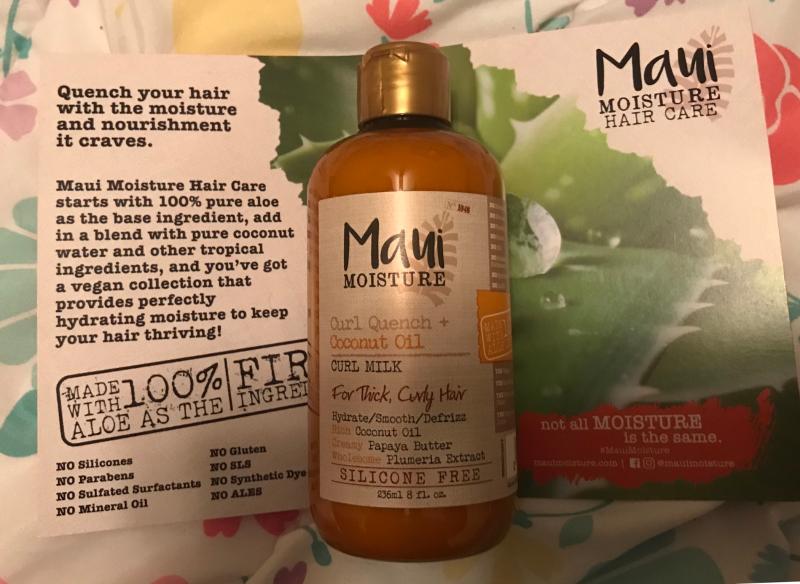 Quench your hair
with the moisture
and nourishment
it craves.
Maui Moisture Hair Care
starts with 100% pure aloe
as the base ingredient, add
in a blend with pure coconut
water and other tropical
ingredients, and you've got
a vegan collection that
provides perfectly
hydrating moisture to keep
your hair thriving!
MADE WITH 100% ALOE AS THE
FIR
INGRE
NO Silicones
NO Parabens
NO Sulfated Surfactants
NO Mineral Oil
NO Gluten
NO SLS
NO Synthetic Dye
NO ALES
Maui
MOISTURE
Curl Quench +
Coconut Oil
CURL MILK
For Thick, Curly Hair
Hydrate/Smooth/Defrizz
Rich Coconut Oil
Creamy Papaya Butter
Wholesome Plumeria Extract
SILICONE FREE
236ml 8 fl. oz.
Maui
MOISTURE
HAIR CARE
not all MOISTURE
is the same.
#MauiMoisture
mauimoisture.com | @mauimoisture